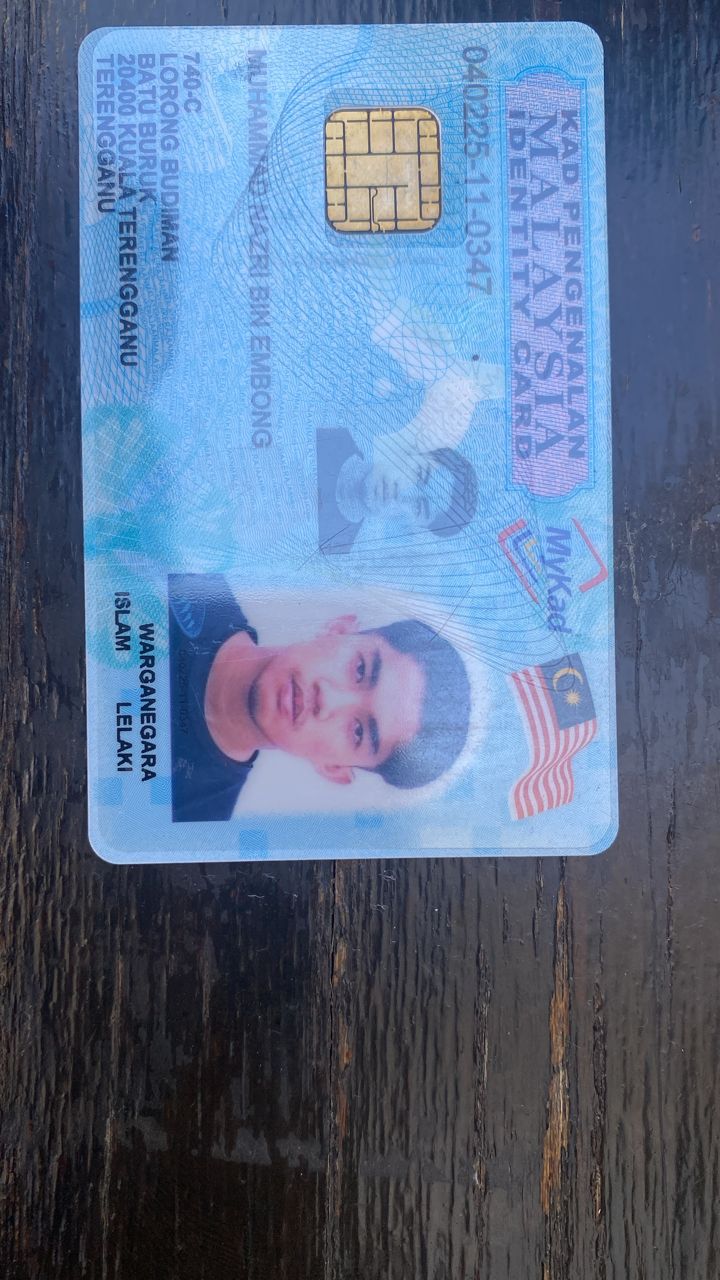 KAD PENGENALAN
MALAYSIA
IDENTITY CARD
MyKad
040225-11-0347
MUHAMMAD HAZRI BIN EMBONG
740-C
LORONG BUDIMAN
BATU BURUK
20400 KUALA TERENGGANU
TERENGGANU
WARGANEGARA
ISLAM LELAKI